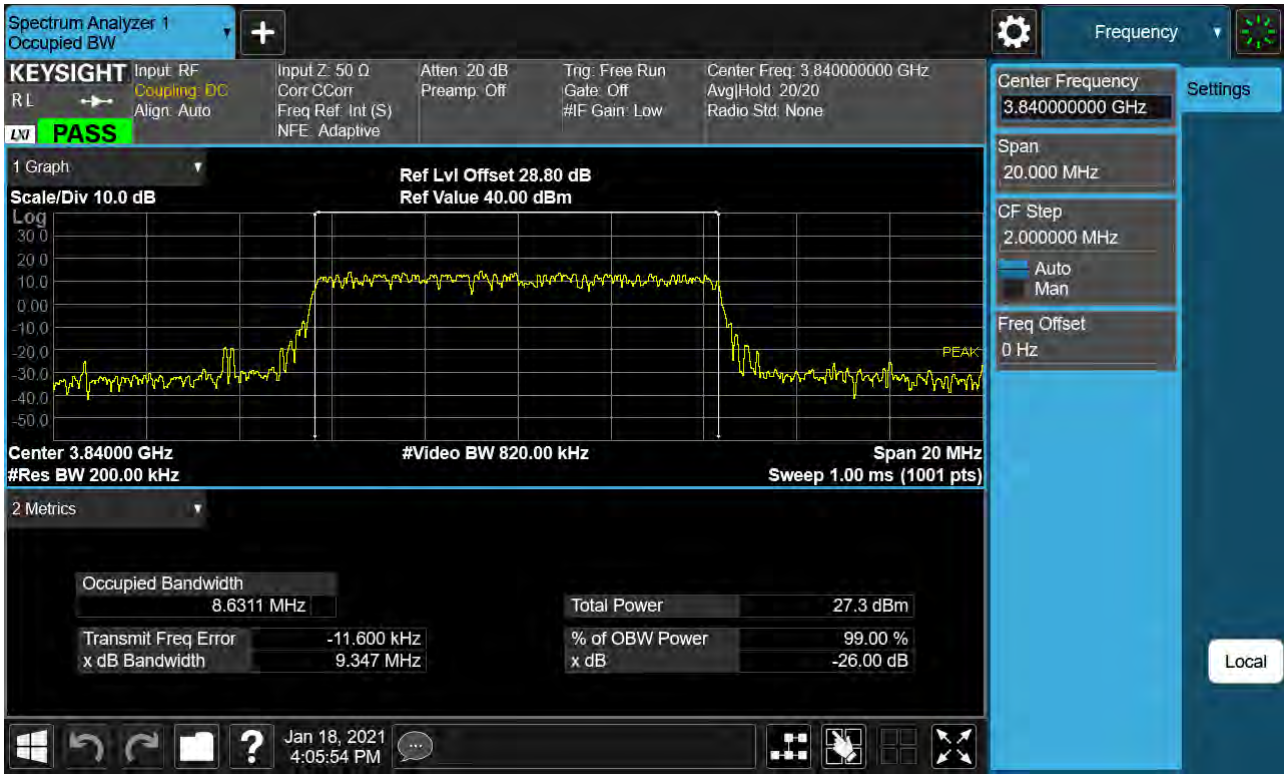 Spectrum Analyzer 1
Occupied BW
Frequency
KEYSIGHT
RL
LXI
PASS
Input: RF
Coupling: DC
Align: Auto
Input Z: 50 Ω
Corr CCorr
Freq Ref: Int (S)
NFE: Adaptive
Atten: 20 dB
Preamp: Off
Trig: Free Run
Gate: Off
#IF Gain: Low
Center Freq: 3.840000000 GHz
Avg|Hold: 20/20
Radio Std: None
Center Frequency
3.840000000 GHz
Settings
Span
20.000 MHz
CF Step
2.000000 MHz
Auto
Man
Freq Offset
0 Hz
1 Graph
Scale/Div 10.0 dB
Ref Lvl Offset 28.80 dB
Ref Value 40.00 dBm
Log
30.0
20.0
10.0
0.00
-10.0
-20.0
-30.0
-40.0
-50.0
PEAK
Center 3.84000 GHz
#Video BW 820.00 kHz
Span 20 MHz
#Res BW 200.00 kHz
Sweep 1.00 ms (1001 pts)
2 Metrics
Occupied Bandwidth
8.6311 MHz
Total Power 27.3 dBm
Transmit Freq Error -11.600 kHz
% of OBW Power 99.00 %
x dB Bandwidth 9.347 MHz
x dB -26.00 dB
Local
?
Jan 18, 2021
4:05:54 PM